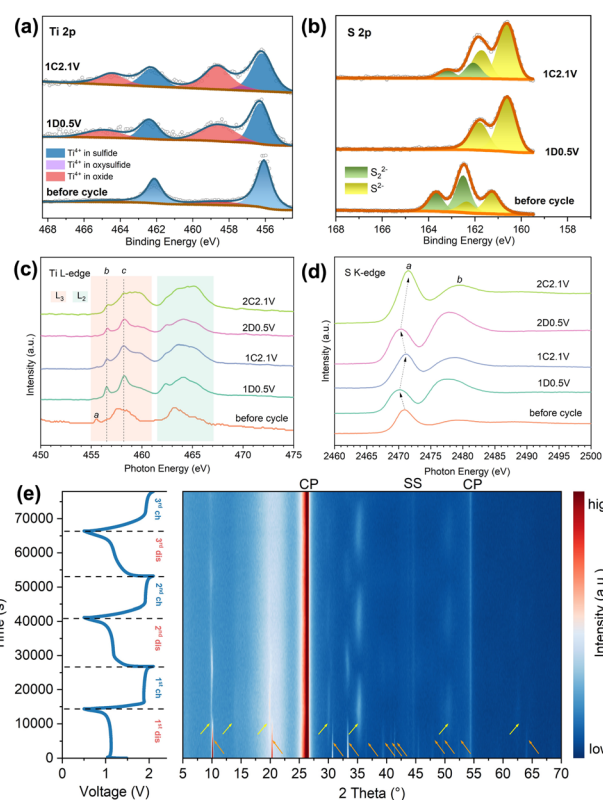 (a)
Ti 2p
1C2.1V
1D0.5V
Ti⁴⁺ in sulfide
Ti⁴⁺ in oxysulfide
Ti⁴⁺ in oxide
before cycle
468 466 464 462 460 458 456
Binding Energy (eV)
(b)
S 2p
1C2.1V
1D0.5V
S₂²⁻
S²⁻
before cycle
168 166 164 162 160 158 156
Binding Energy (eV)
(c)
Ti L-edge
b c
L₃ L₂
2C2.1V
2D0.5V
1C2.1V
1D0.5V
before cycle
a
Intensity (a.u.)
450 455 460 465 470 475
Photon Energy (eV)
(d)
S K-edge
a
b
2C2.1V
2D0.5V
1C2.1V
1D0.5V
before cycle
Intensity (a.u.)
2460 2465 2470 2475 2480 2485 2490 2495 2500
Photon Energy (eV)
(e)
CP SS CP
3ʳᵈ ch
3ʳᵈ dis
2ⁿᵈ ch
2ⁿᵈ dis
1ˢᵗ ch
1ˢᵗ dis
70000
60000
50000
40000
30000
20000
10000
0
0 1 2
Voltage (V)
5 10 15 20 25 30 35 40 45 50 55 60 65 70
2 Theta (°)
low